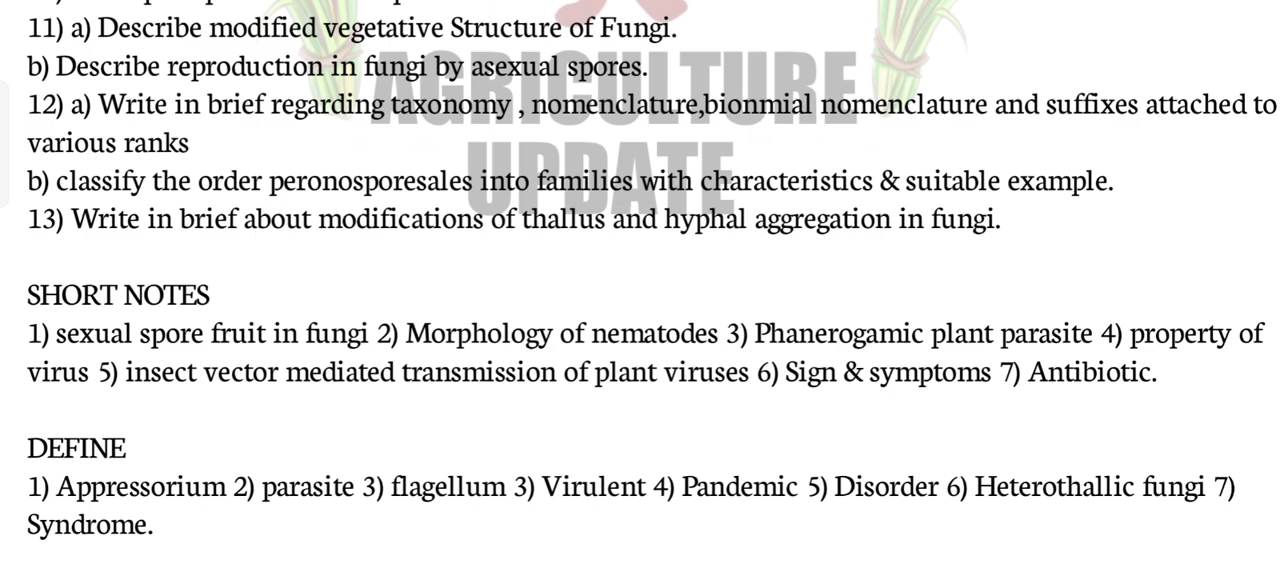 11) a) Describe modified vegetative Structure of Fungi.
b) Describe reproduction in fungi by asexual spores.
12) a) Write in brief regarding taxonomy , nomenclature,bionmial nomenclature and suffixes attached to
various ranks
b) classify the order peronosporesales into families with characteristics & suitable example.
13) Write in brief about modifications of thallus and hyphal aggregation in fungi.
SHORT NOTES
1) sexual spore fruit in fungi 2) Morphology of nematodes 3) Phanerogamic plant parasite 4) property of
virus 5) insect vector mediated transmission of plant viruses 6) Sign & symptoms 7) Antibiotic.
DEFINE
1) Appressorium 2) parasite 3) flagellum 3) Virulent 4) Pandemic 5) Disorder 6) Heterothallic fungi 7)
Syndrome.
AGRICULTURE
UPDATE